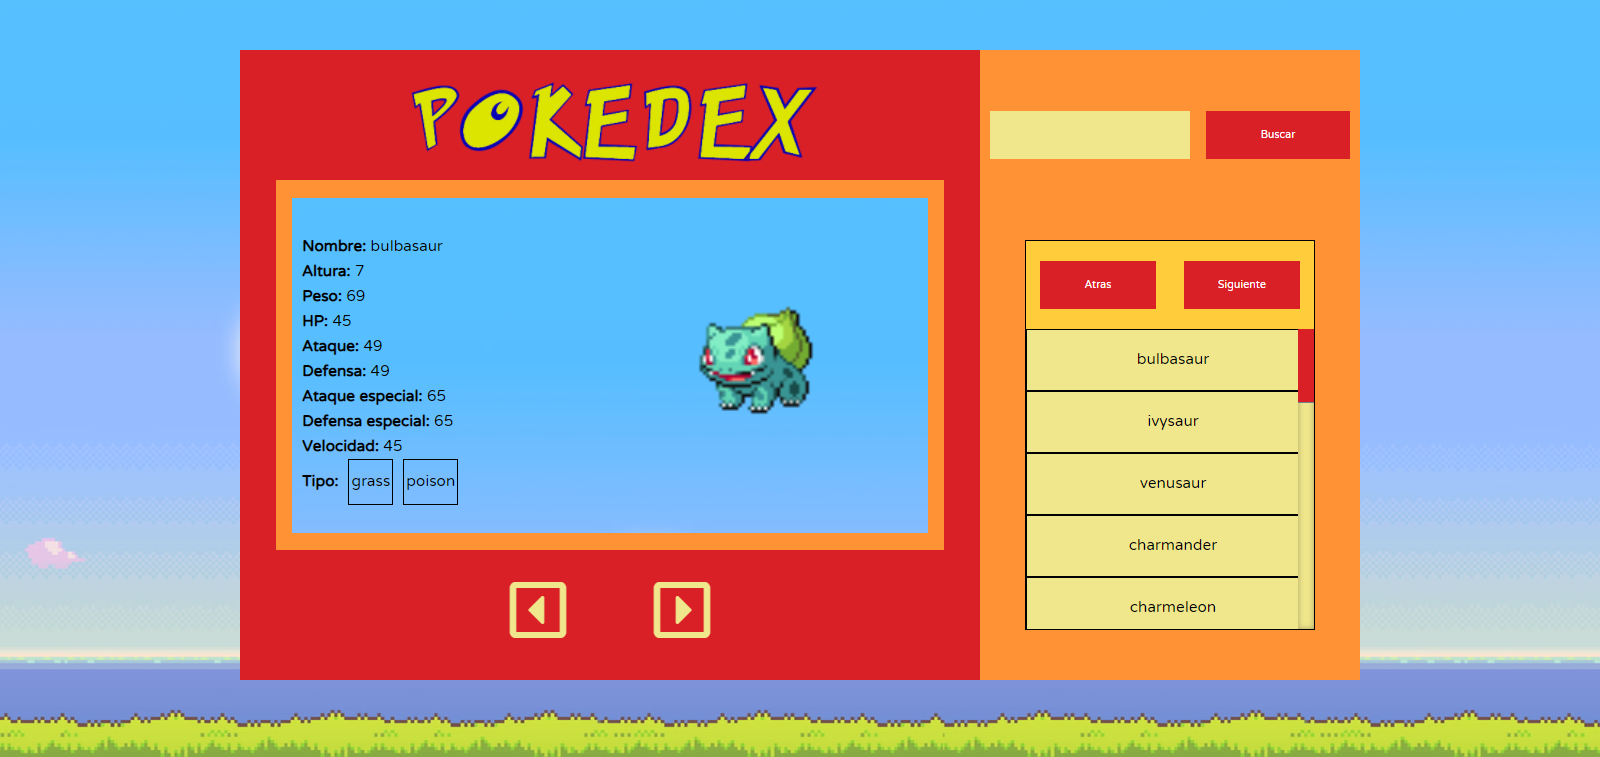 POKEDEX
Nombre: bulbasaur
Altura: 7
Peso: 69
HP: 45
Ataque: 49
Defensa: 49
Ataque especial: 65
Defensa especial: 65
Velocidad: 45
Tipo: grass poison
Buscar
Atras Siguiente
bulbasaur
ivysaur
venusaur
charmander
charmeleon